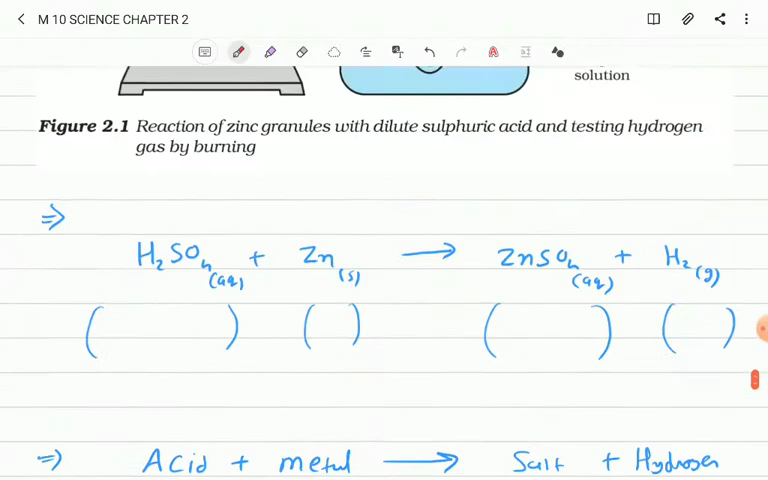 M 10 SCIENCE CHAPTER 2
solution
Figure 2.1 Reaction of zinc granules with dilute sulphuric acid and testing hydrogen
gas by burning
⇒
H₂SO₄ (aq) + Zn (s) ⟶ ZnSO₄ (aq) + H₂ (g)
( ) ( ) ( ) ( )
⇒ Acid + metal ⟶ Salt + Hydrogen